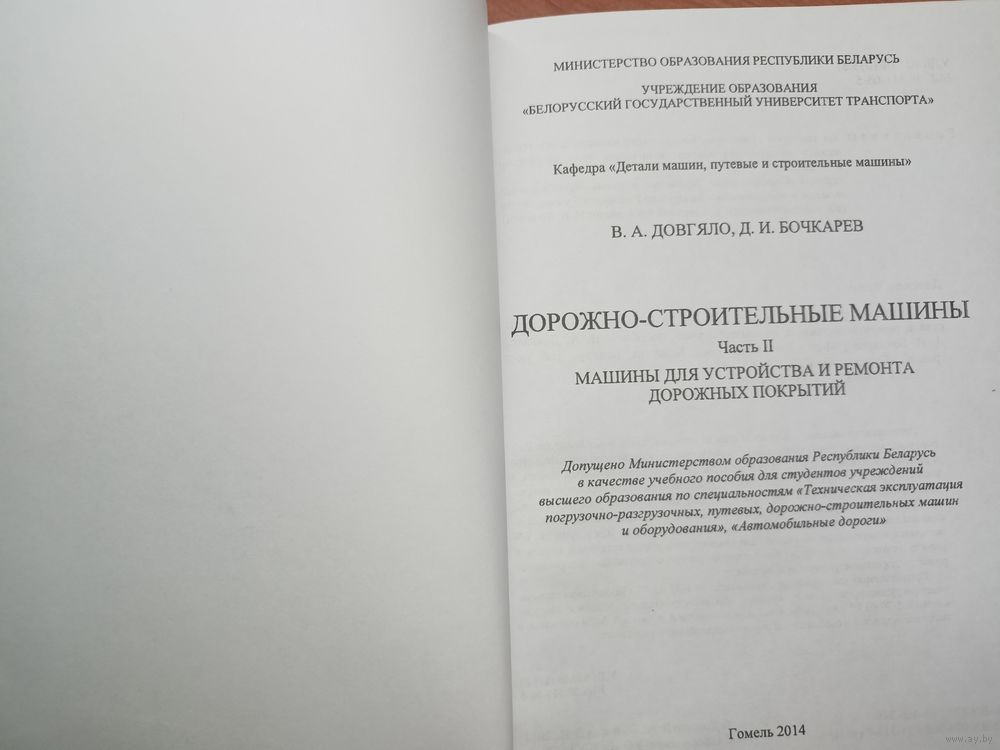 МИНИСТЕРСТВО ОБРАЗОВАНИЯ РЕСПУБЛИКИ БЕЛАРУСЬ
УЧРЕЖДЕНИЕ ОБРАЗОВАНИЯ
«БЕЛОРУССКИЙ ГОСУДАРСТВЕННЫЙ УНИВЕРСИТЕТ ТРАНСПОРТА»
Кафедра «Детали машин, путевые и строительные машины»
В. А. ДОВГЯЛО, Д. И. БОЧКАРЕВ
ДОРОЖНО-СТРОИТЕЛЬНЫЕ МАШИНЫ
Часть II
МАШИНЫ ДЛЯ УСТРОЙСТВА И РЕМОНТА
ДОРОЖНЫХ ПОКРЫТИЙ
Допущено Министерством образования Республики Беларусь
в качестве учебного пособия для студентов учреждений
высшего образования по специальностям «Техническая эксплуатация
погрузочно-разгрузочных, путевых, дорожно-строительных машин
и оборудования», «Автомобильные дороги»
Гомель 2014
www.ay.by